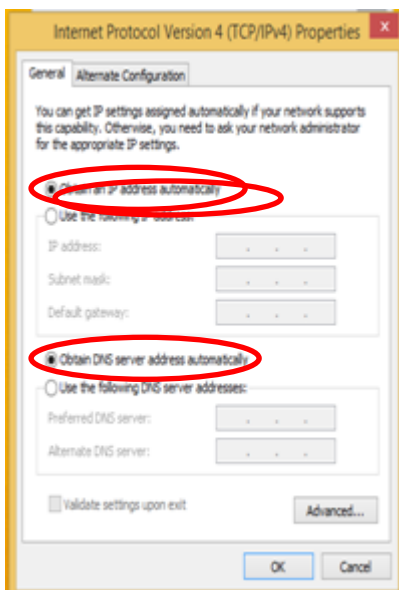 Internet Protocol Version 4 (TCP/IPv4) Properties
General
Alternate Configuration
You can get IP settings assigned automatically if your network supports
this capability. Otherwise, you need to ask your network administrator
for the appropriate IP settings.
Obtain an IP address automatically
Use the following IP address:
IP address:
Subnet mask:
Default gateway:
Obtain DNS server address automatically
Use the following DNS server addresses:
Preferred DNS server:
Alternate DNS server:
Validate settings upon exit
Advanced...
OK
Cancel